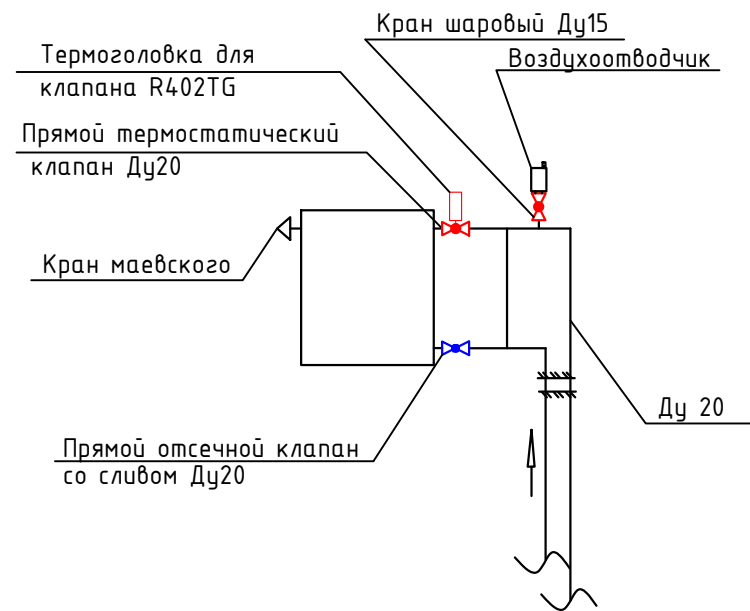 Кран шаровый Ду15
Термоголовка для
клапана R402TG
Воздухоотводчик
Прямой термостатический
клапан Ду20
Кран маевского
Ду 20
Прямой отсечной клапан
со сливом Ду20